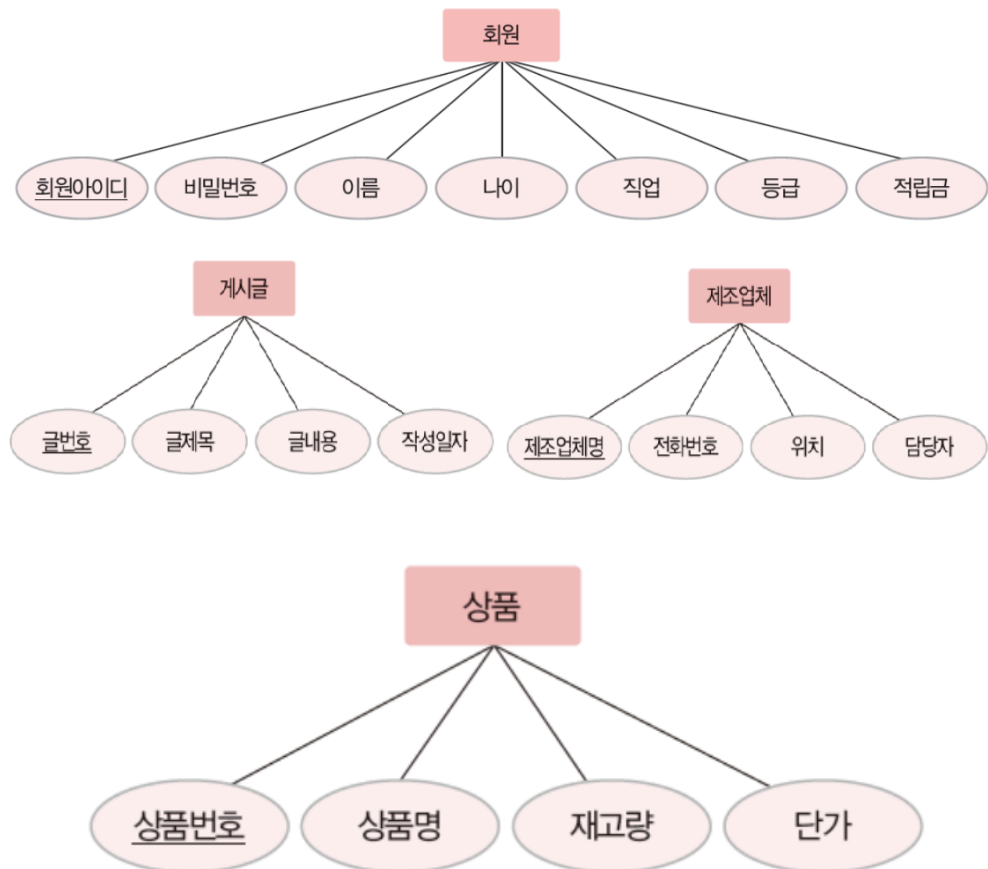 회원
회원아이디 비밀번호 이름 나이 직업 등급 적립금
게시글 제조업체
글번호 글제목 글내용 작성일자 제조업체명 전화번호 위치 담당자
상품
상품번호 상품명 재고량 단가